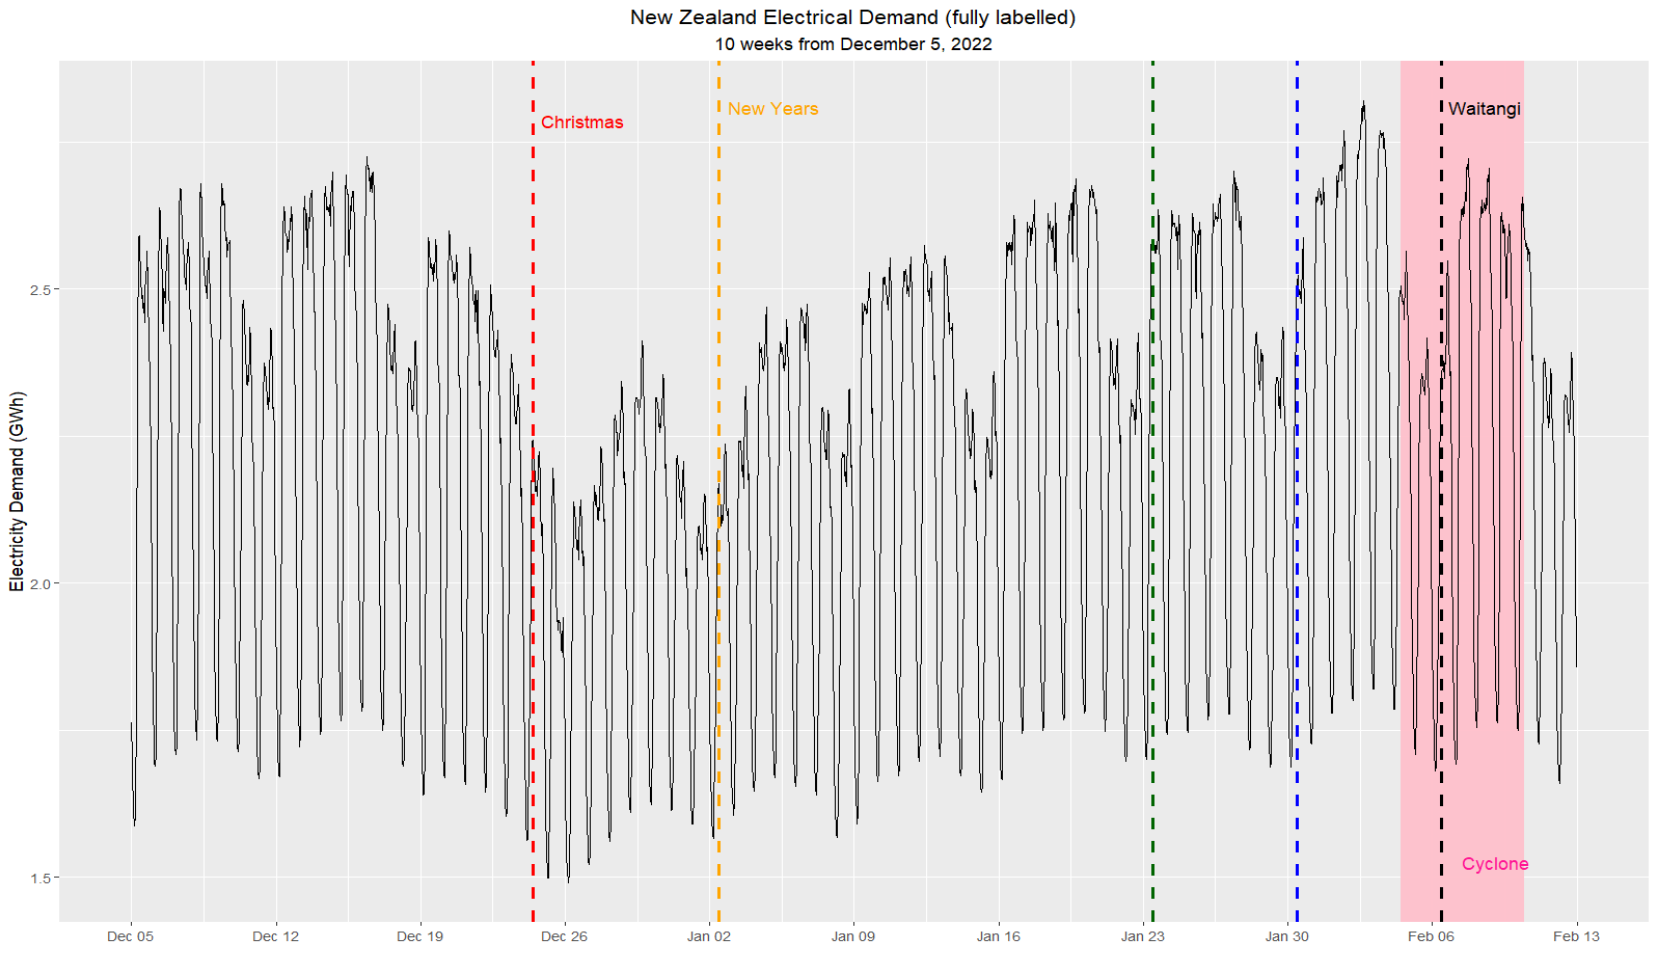 New Zealand Electrical Demand (fully labelled)
10 weeks from December 5, 2022
New Years
Waitangi
Christmas
2.5
Electricity Demand (GWh)
2.0
Cyclone
1.5
Dec 05 Dec 12 Dec 19 Dec 26 Jan 02 Jan 09 Jan 16 Jan 23 Jan 30 Feb 06 Feb 13